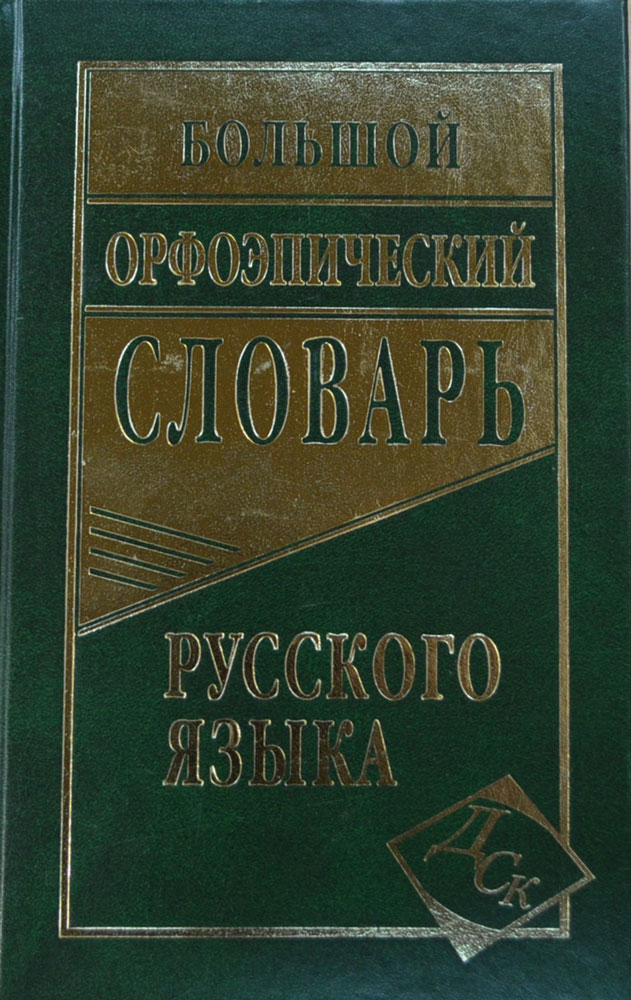 БОЛЬШОЙ
ОРФОЭПИЧЕСКИЙ
СЛОВАРЬ
РУССКОГО
ЯЗЫКА
ДСК